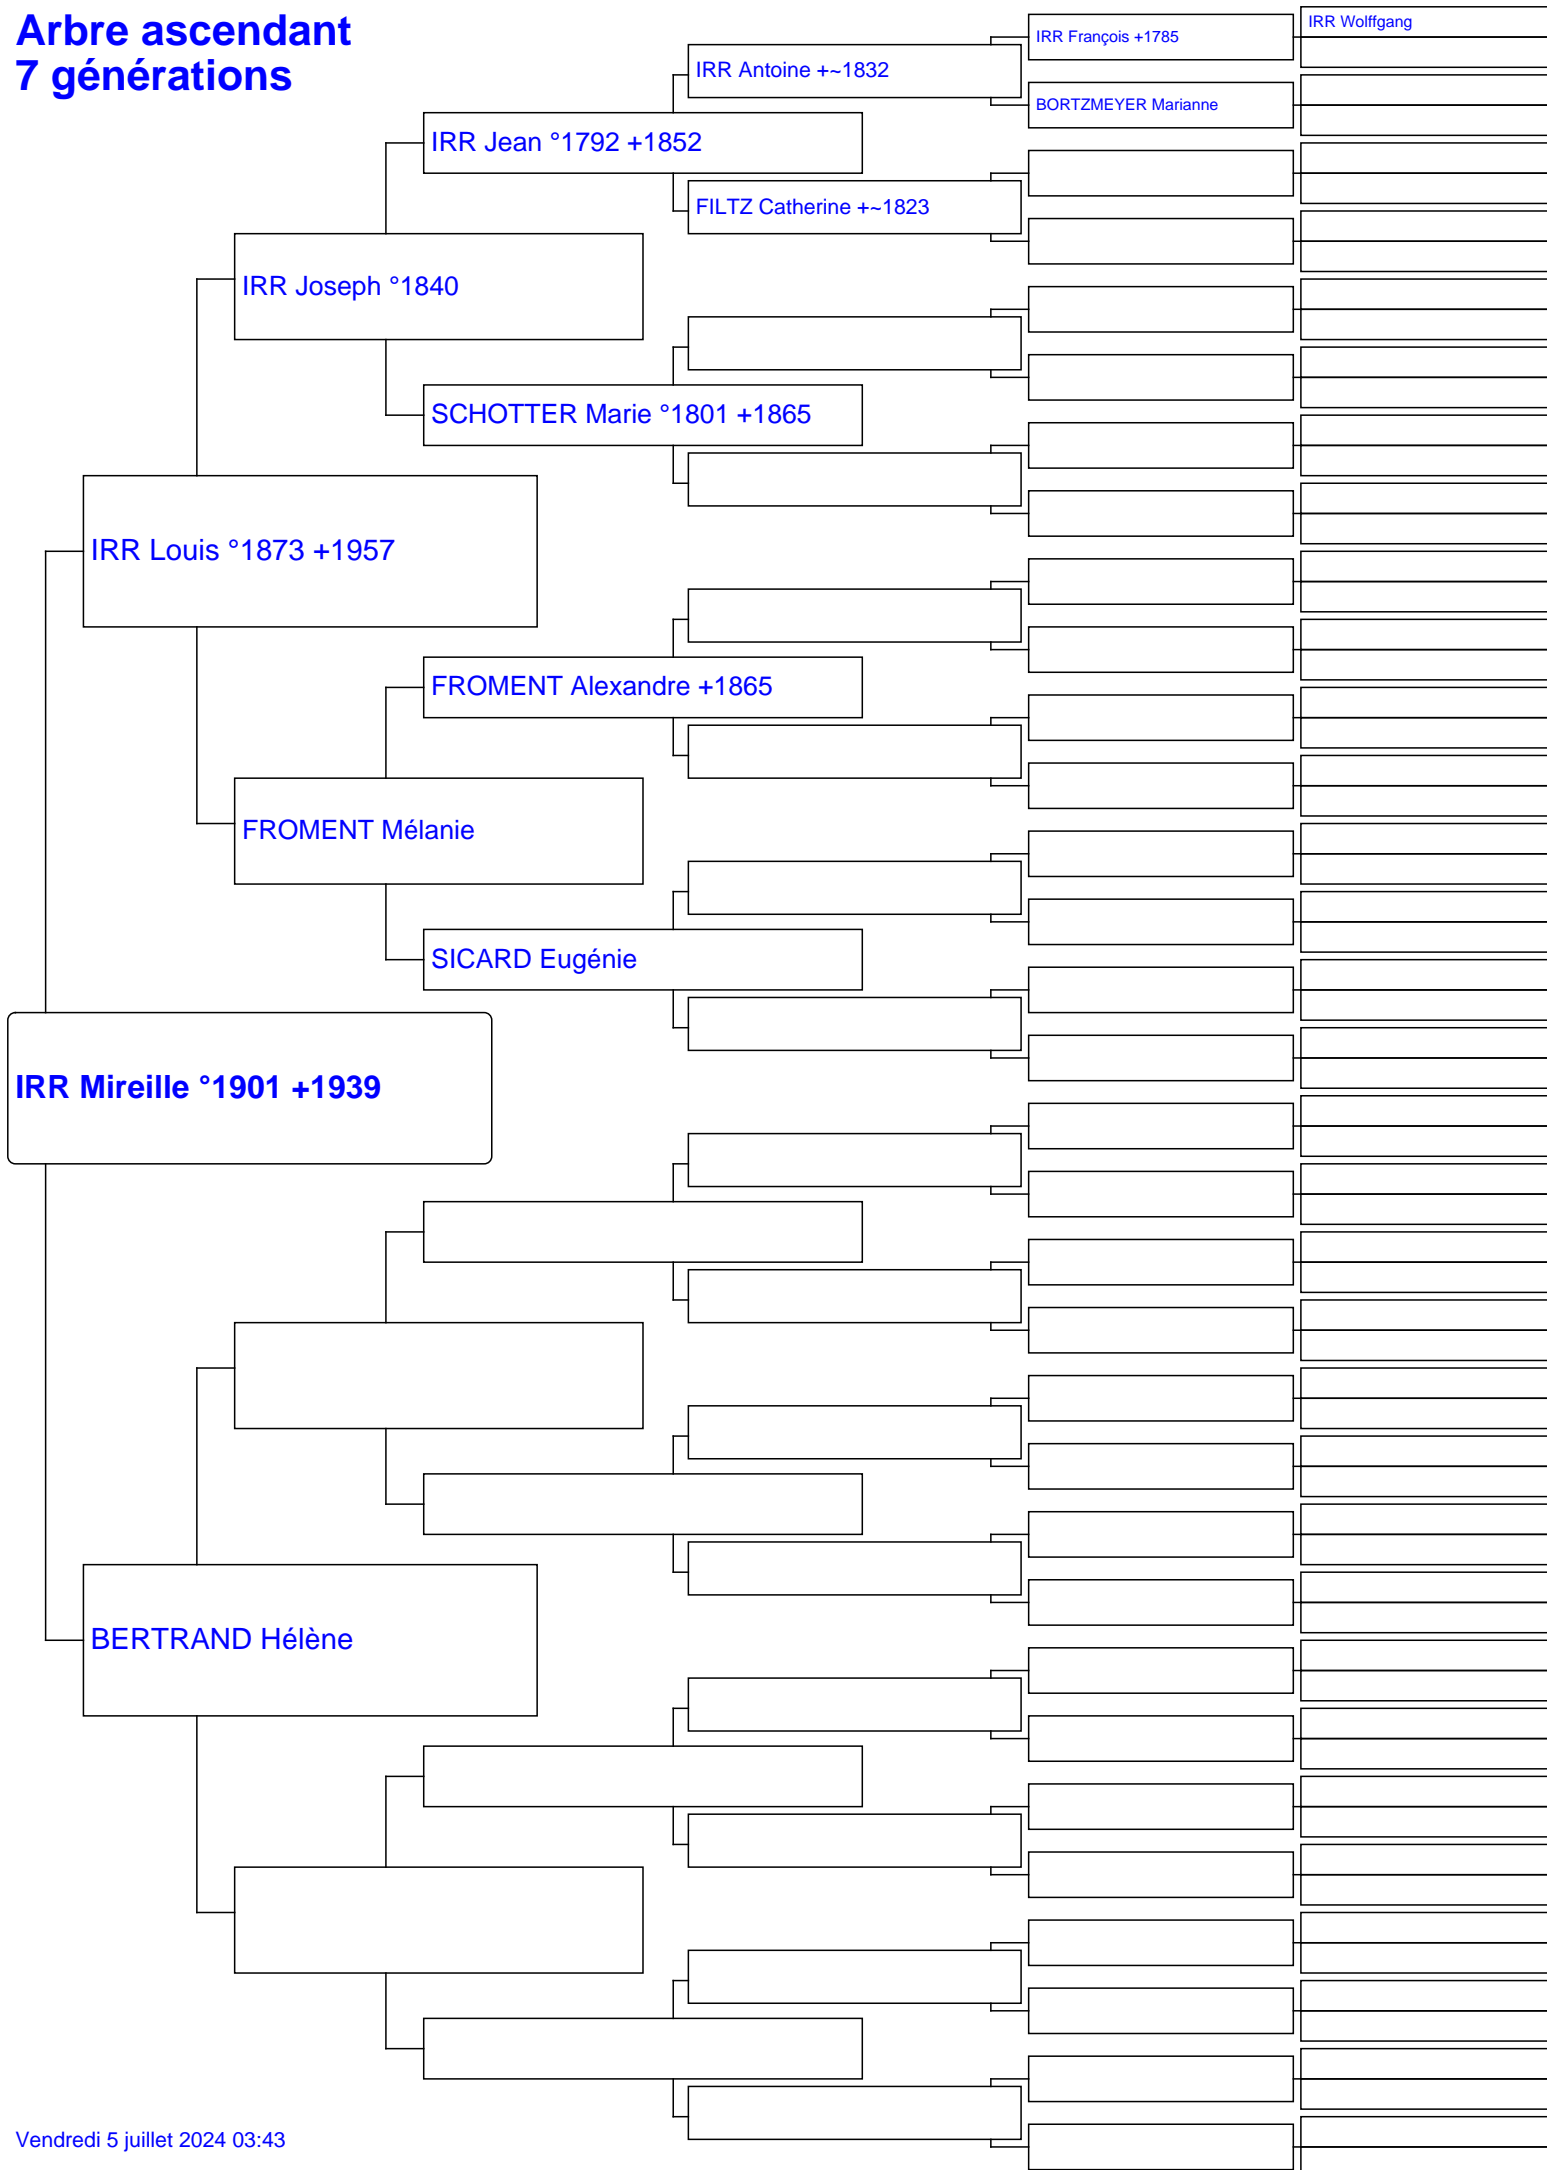 Arbre ascendant
7 générations
IRR Wolffgang
IRR François +1785
IRR Antoine +~1832
BORTZMEYER Marianne
IRR Jean °1792 +1852
FILTZ Catherine +~1823
IRR Joseph °1840
SCHOTTER Marie °1801 +1865
IRR Louis °1873 +1957
FROMENT Alexandre +1865
FROMENT Mélanie
SICARD Eugénie
IRR Mireille °1901 +1939
BERTRAND Hélène
Vendredi 5 juillet 2024 03:43